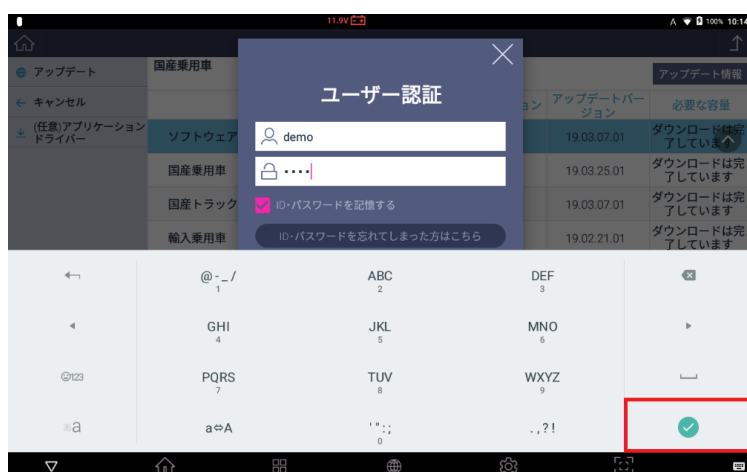 11.9V
100% 10:14
アップデート
国産乗用車
アップデート情報
キャンセル
ユーザー認証
(任意)アプリケーション
ドライバー
ョン
アップデートバー
ジョン
必要な容量
ソフトウェア
demo
19.03.07.01
ダウンロードは完
了しています
国産乗用車
••••
19.03.25.01
ダウンロードは完
了しています
国産トラック
ID・パスワードを記憶する
19.03.07.01
ダウンロードは完
了しています
輸入乗用車
ID・パスワードを忘れてしまった方はこちら
19.02.21.01
ダウンロードは完
了しています
@-_/
1
ABC
2
DEF
3
GHI
4
JKL
5
MNO
6
123
PQRS
7
TUV
8
WXYZ
9
a
a⇔A
'":;
0
.,?!